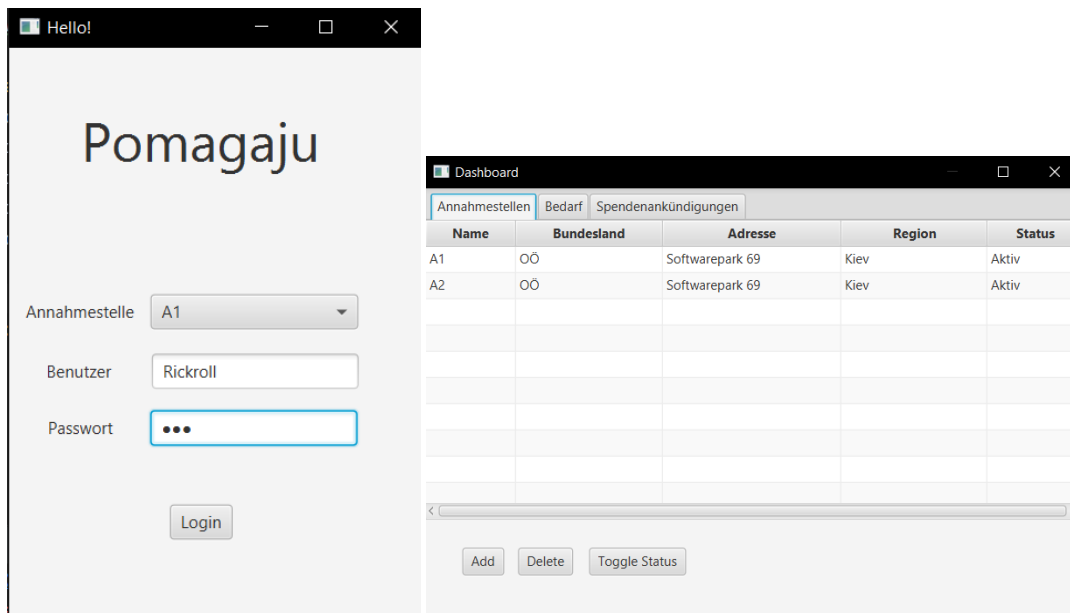 Hello!
Pomagaju
Annahmestelle A1
Benutzer Rickroll
Passwort •••
Login
Dashboard
Annahmestellen Bedarf Spendenankündigungen
Name Bundesland Adresse Region Status
A1 OÖ Softwarepark 69 Kiev Aktiv
A2 OÖ Softwarepark 69 Kiev Aktiv
Add Delete Toggle Status